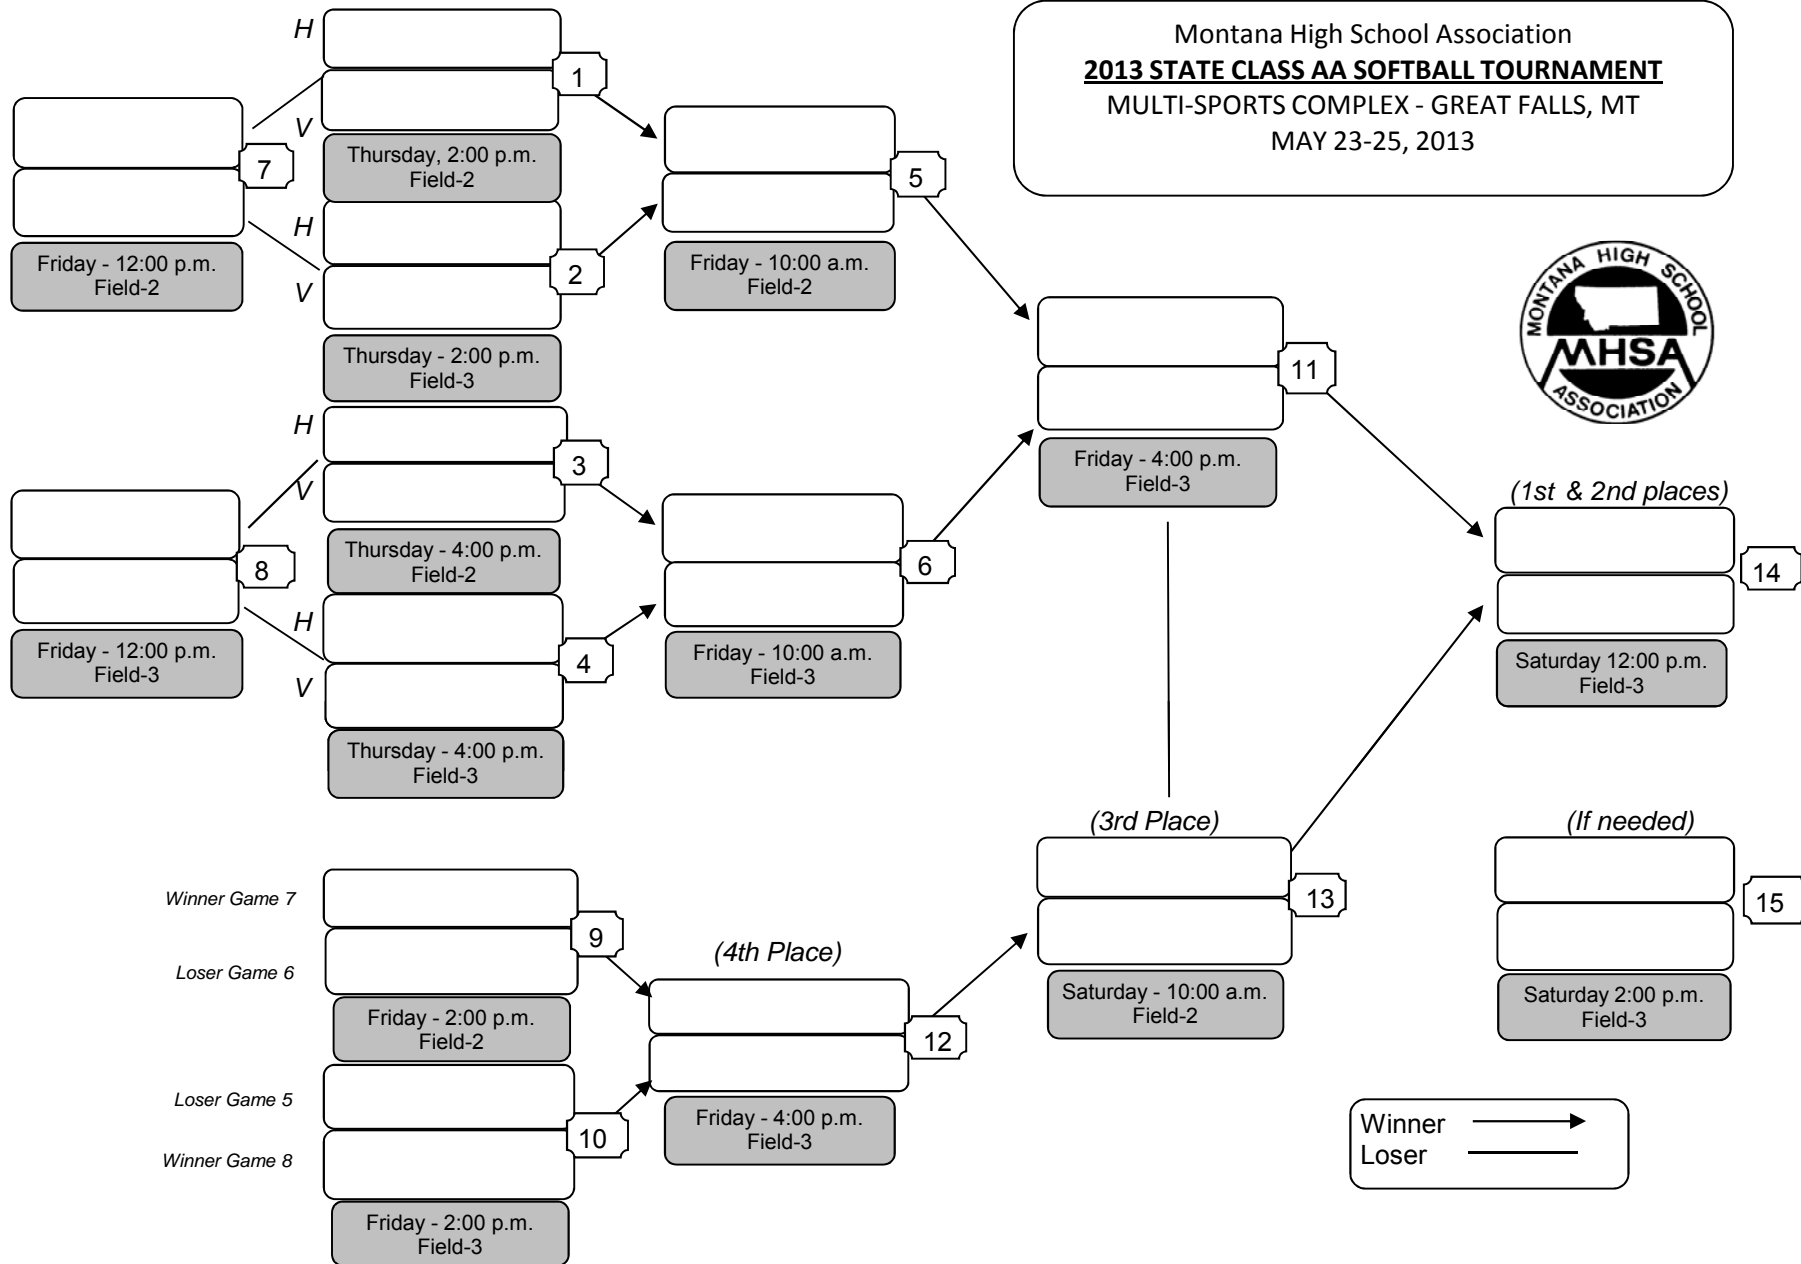 Montana High School Association
2013 STATE CLASS AA SOFTBALL TOURNAMENT
MULTI-SPORTS COMPLEX - GREAT FALLS, MT
MAY 23-25, 2013
MONTANA HIGH SCHOOL
MHSA
ASSOCIATION
H
1
V
Thursday, 2:00 p.m.
Field-2
H
2
V
Thursday - 2:00 p.m.
Field-3
7
Friday - 12:00 p.m.
Field-2
H
3
V
Thursday - 4:00 p.m.
Field-2
H
4
V
Thursday - 4:00 p.m.
Field-3
8
Friday - 12:00 p.m.
Field-3
5
Friday - 10:00 a.m.
Field-2
6
Friday - 10:00 a.m.
Field-3
11
Friday - 4:00 p.m.
Field-3
(1st & 2nd places)
14
Saturday 12:00 p.m.
Field-3
Winner Game 7
9
Loser Game 6
Friday - 2:00 p.m.
Field-2
Loser Game 5
10
Winner Game 8
Friday - 2:00 p.m.
Field-3
(4th Place)
12
Friday - 4:00 p.m.
Field-3
(3rd Place)
13
Saturday - 10:00 a.m.
Field-2
(If needed)
15
Saturday 2:00 p.m.
Field-3
Winner
Loser